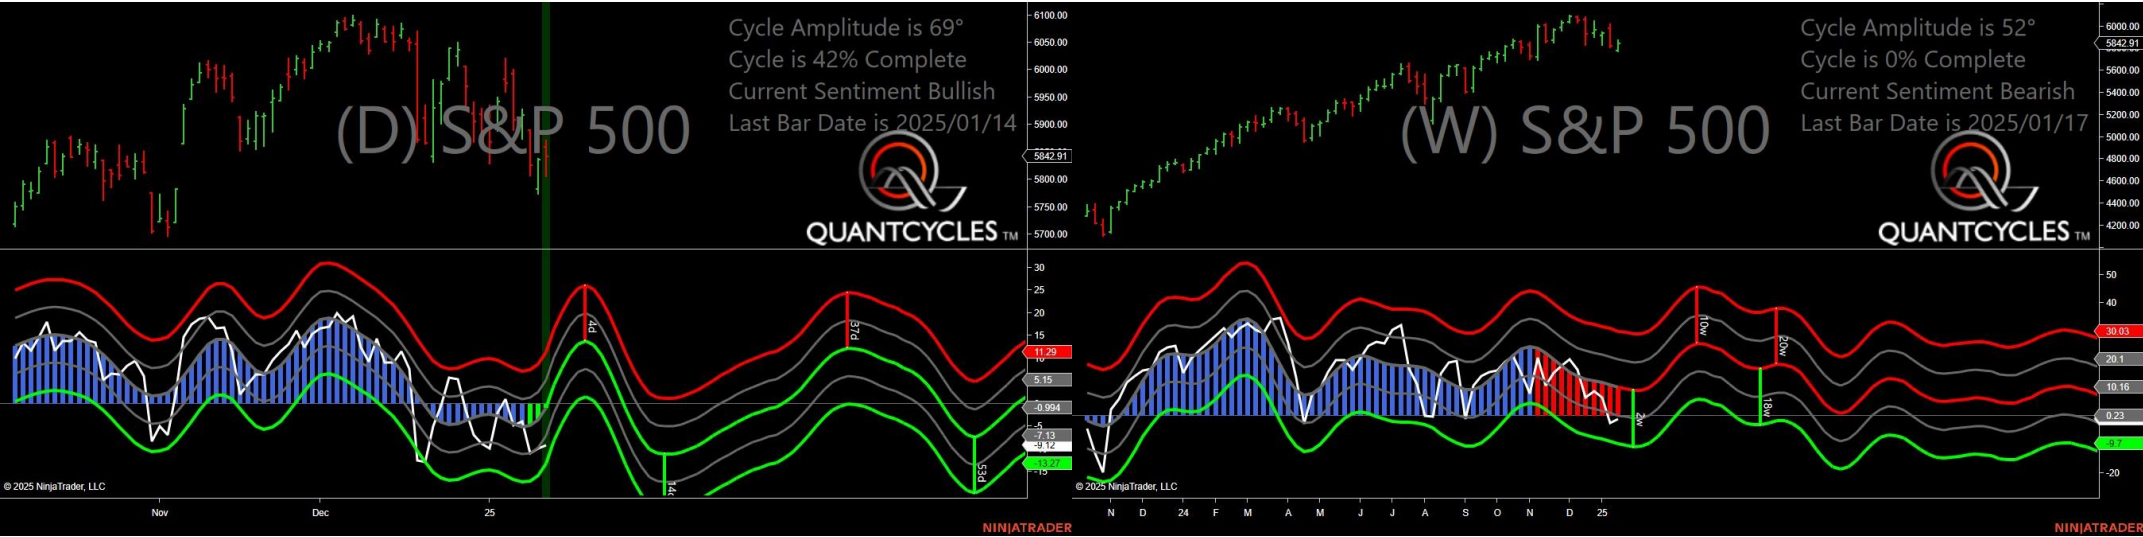 Cycle Amplitude is 69°
Cycle is 42% Complete
Current Sentiment Bullish
Last Bar Date is 2025/01/14
(D) S&P 500
QUANTCYCLES TM
6100.00
6050.00
6000.00
5950.00
5900.00
5842.91
5800.00
5750.00
5700.00
30
25
20
15
11.29
5.15
-0.994
-5
-7.13
-9.12
-13.27
-15
4d
14d
37d
53d
© 2025 NinjaTrader, LLC
Nov
Dec
25
NINJATRADER
Cycle Amplitude is 52°
Cycle is 0% Complete
Current Sentiment Bearish
Last Bar Date is 2025/01/17
(W) S&P 500
QUANTCYCLES TM
6000.00
5842.91
5600.00
5400.00
5200.00
5000.00
4800.00
4600.00
4400.00
4200.00
50
40
30.03
20.1
10.16
0.23
-9.7
-20
2w
10w
18w
20w
© 2025 NinjaTrader, LLC
N D 24 F M A M J J A S O N D 25
NINJATRADER